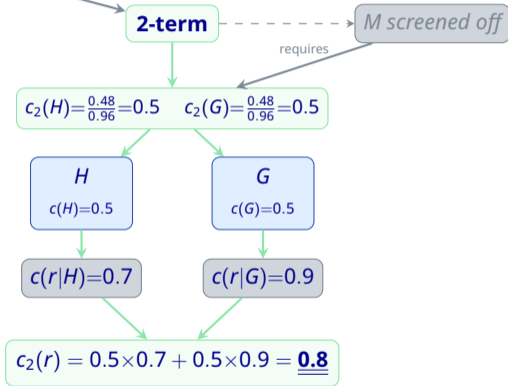 2-term
M screened off
requires
c₂(H)=0.48/0.96=0.5 c₂(G)=0.48/0.96=0.5
H
c(H)=0.5
G
c(G)=0.5
c(r|H)=0.7
c(r|G)=0.9
c₂(r) = 0.5×0.7 + 0.5×0.9 = 0.8